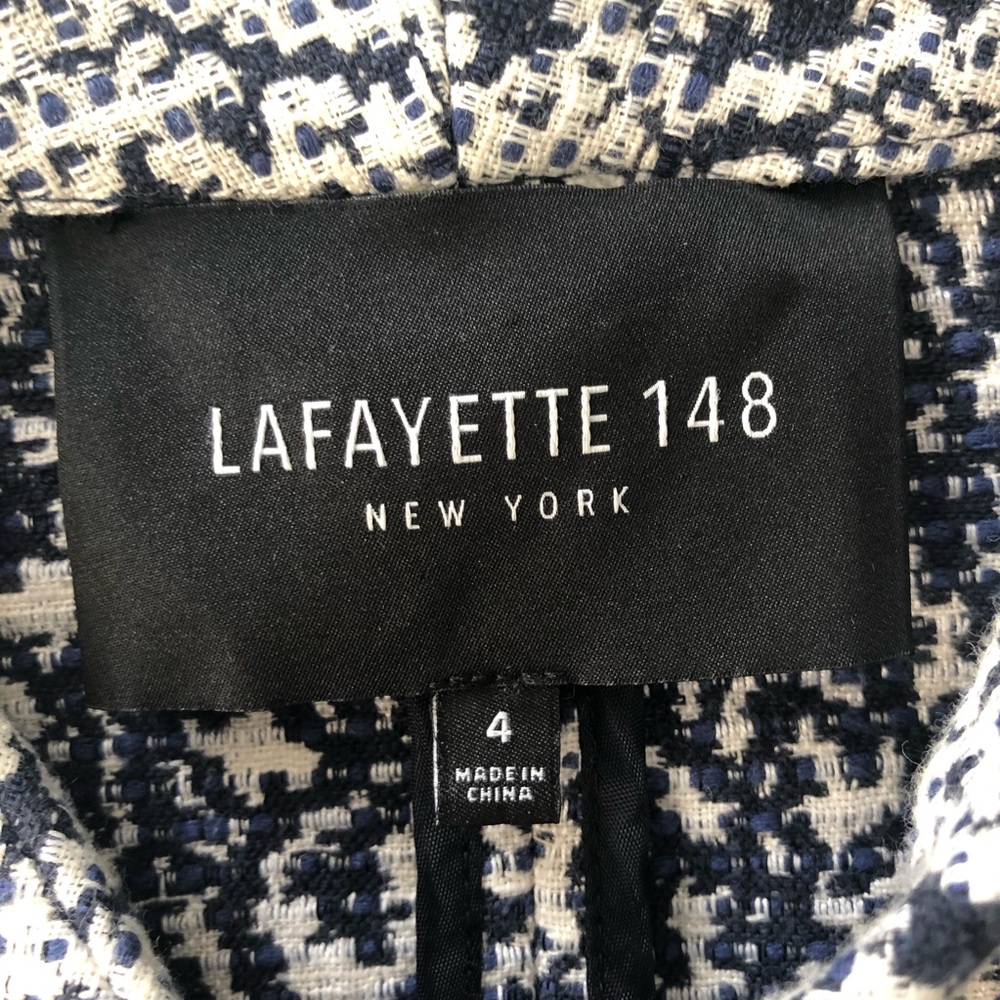 LAFAYETTE 148
NEW YORK
4
MADE IN
CHINA